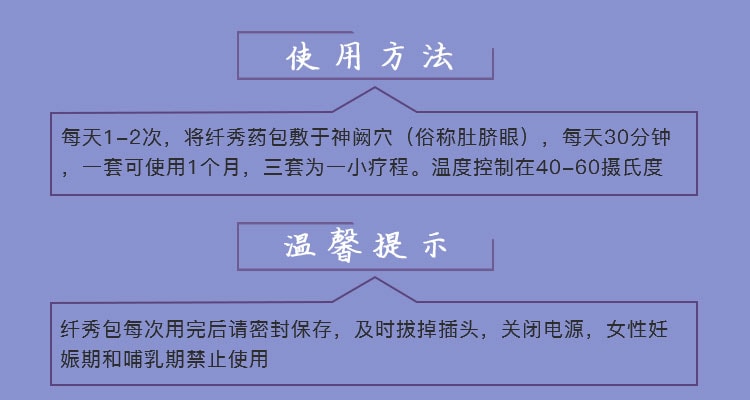 使用方法
每天1-2次，将纤秀药包敷于神阙穴（俗称肚脐眼），每天30分钟
，一套可使用1个月，三套为一小疗程。温度控制在40-60摄氏度
温馨提示
纤秀包每次用完后请密封保存，及时拔掉插头，关闭电源，女性妊
娠期和哺乳期禁止使用